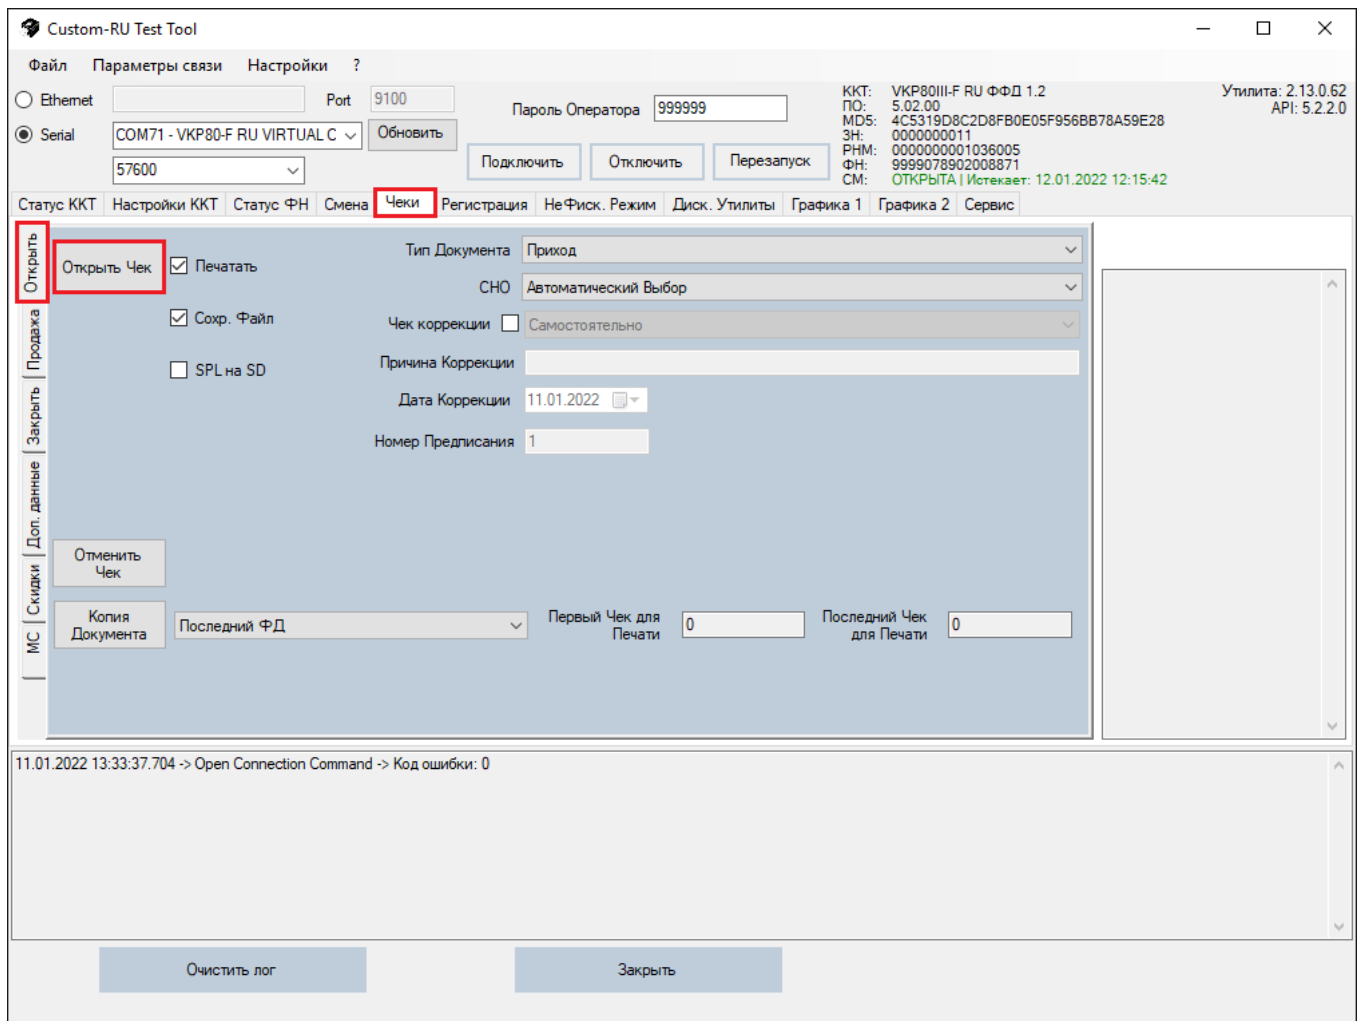 Custom-RU Test Tool
Файл Параметры связи Настройки ?
Ethernet Port 9100
Serial COM71 - VKP80-F RU VIRTUAL C Обновить
57600
Пароль Оператора 999999
Подключить Отключить Перезапуск
ККТ: VKP80III-F RU ФФД 1.2
ПО: 5.02.00
MD5: 4C5319D8C2D8FB0E05F956BB78A59E28
ЗН: 0000000011
РНМ: 0000000001036005
ФН: 9999078902008871
СМ: ОТКРЫТА | Истекает: 12.01.2022 12:15:42
Утилита: 2.13.0.62
API: 5.2.2.0
Статус ККТ Настройки ККТ Статус ФН Смена Чеки Регистрация НеФиск. Режим Диск. Утилиты Графика 1 Графика 2 Сервис
Открыть
Продажа
Закрыть
Доп. данные
Скидки
МС
Открыть Чек Печатать
Сохр. Файл
SPL на SD
Тип Документа Приход
СНО Автоматический Выбор
Чек коррекции Самостоятельно
Причина Коррекции
Дата Коррекции 11.01.2022
Номер Предписания 1
Отменить
Чек
Копия
Документа
Последний ФД
Первый Чек для
Печати
0
Последний Чек
для Печати
0
11.01.2022 13:33:37.704 -> Open Connection Command -> Код ошибки: 0
Очистить лог Закрыть